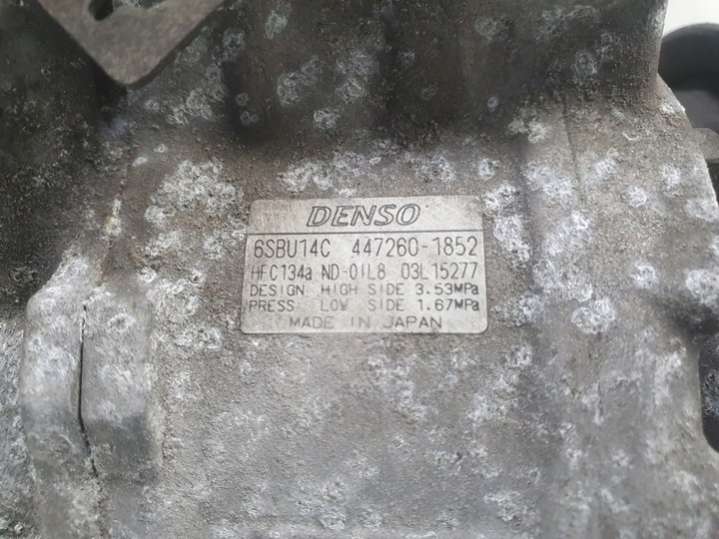 DENSO
6SBU14C 447260-1852
HFC134a ND-OIL8 03L15277
DESIGN HIGH SIDE 3.53MPa
PRESS LOW SIDE 1.67MPa
MADE IN JAPAN